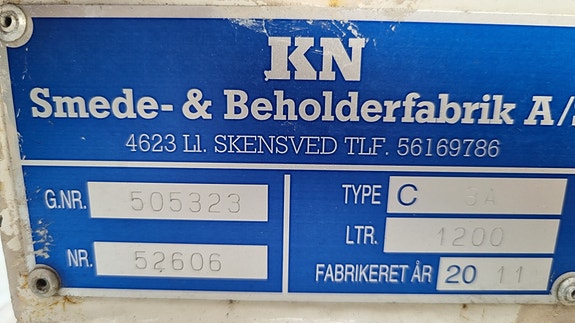 KN
Smede- & Beholderfabrik A/S
4623 Ll. SKENSVED TLF. 56169786
G.NR. 505323
NR. 52606
TYPE C 3A
LTR. 1200
FABRIKERET ÅR 20 11